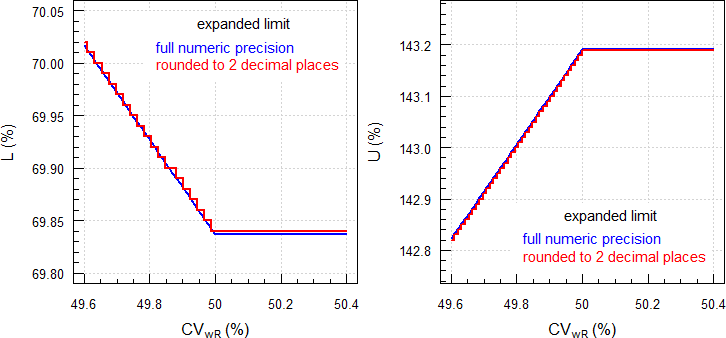 70.05
70.00
69.95
69.90
69.85
69.80
L (%)
expanded limit
full numeric precision
rounded to 2 decimal places
49.6 49.8 50 50.2 50.4
CVwR (%)
143.2
143.1
143.0
142.9
142.8
U (%)
expanded limit
full numeric precision
rounded to 2 decimal places
49.6 49.8 50 50.2 50.4
CVwR (%)